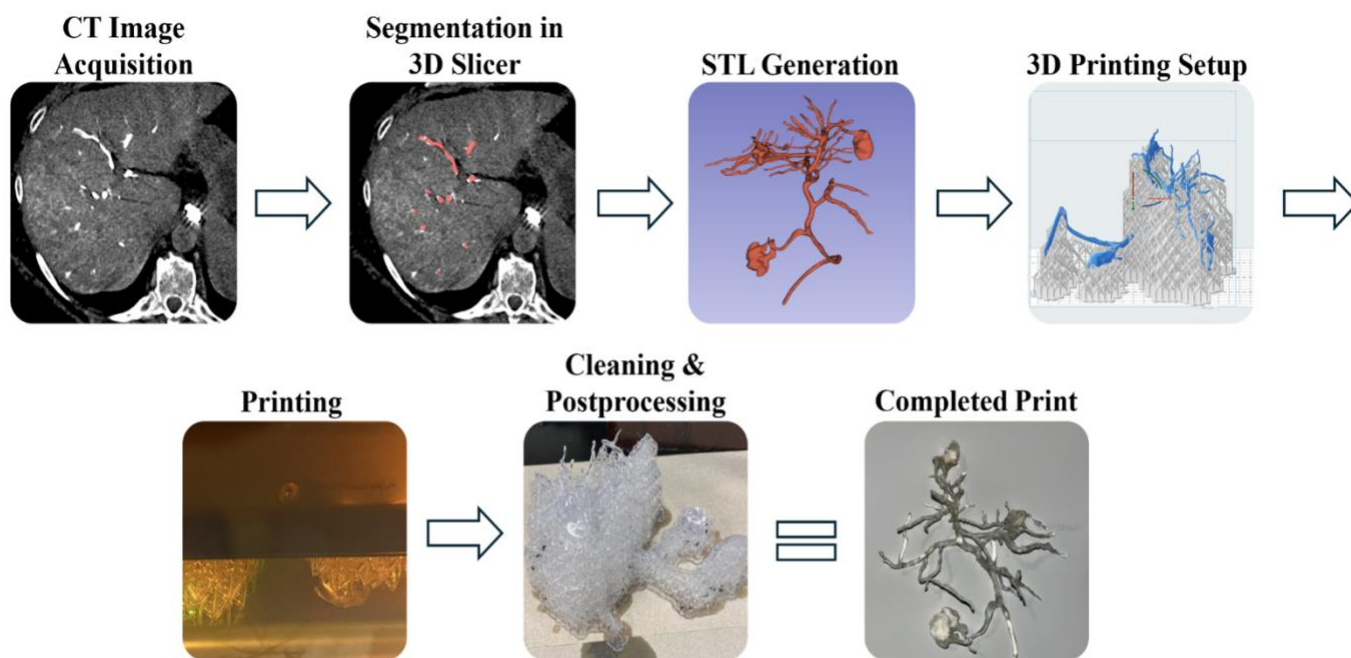 CT Image
Acquisition
Segmentation in
3D Slicer
STL Generation
3D Printing Setup
Printing
Cleaning &
Postprocessing
Completed Print